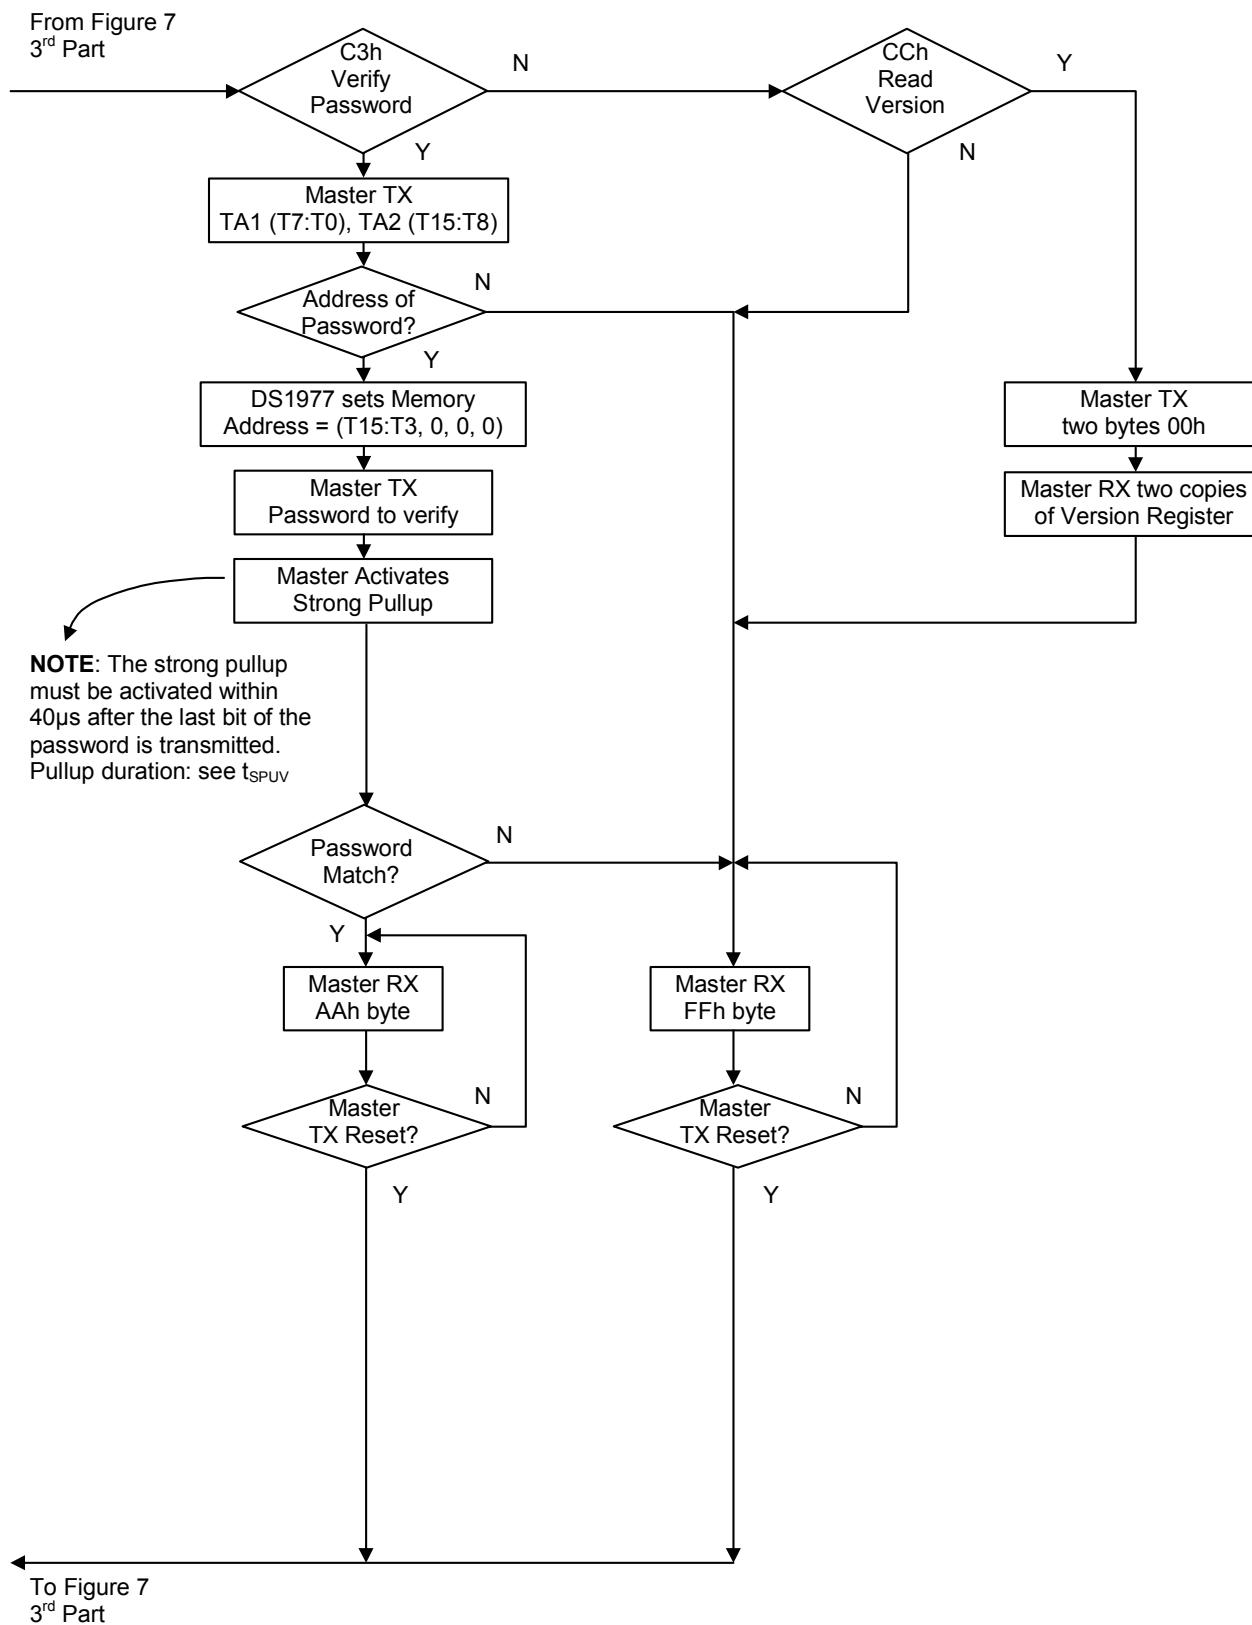 From Figure 7
3rd Part
C3h
Verify
Password
N
CCh
Read
Version
Y
Y
N
Master TX
TA1 (T7:T0), TA2 (T15:T8)
Address of
Password?
N
Y
DS1977 sets Memory
Address = (T15:T3, 0, 0, 0)
Master TX
two bytes 00h
Master TX
Password to verify
Master RX two copies
of Version Register
Master Activates
Strong Pullup
NOTE: The strong pullup
must be activated within
40µs after the last bit of the
password is transmitted.
Pullup duration: see tSPUV
Password
Match?
N
Y
Master RX
AAh byte
Master RX
FFh byte
Master
TX Reset?
N
Y
Master
TX Reset?
N
Y
To Figure 7
3rd Part